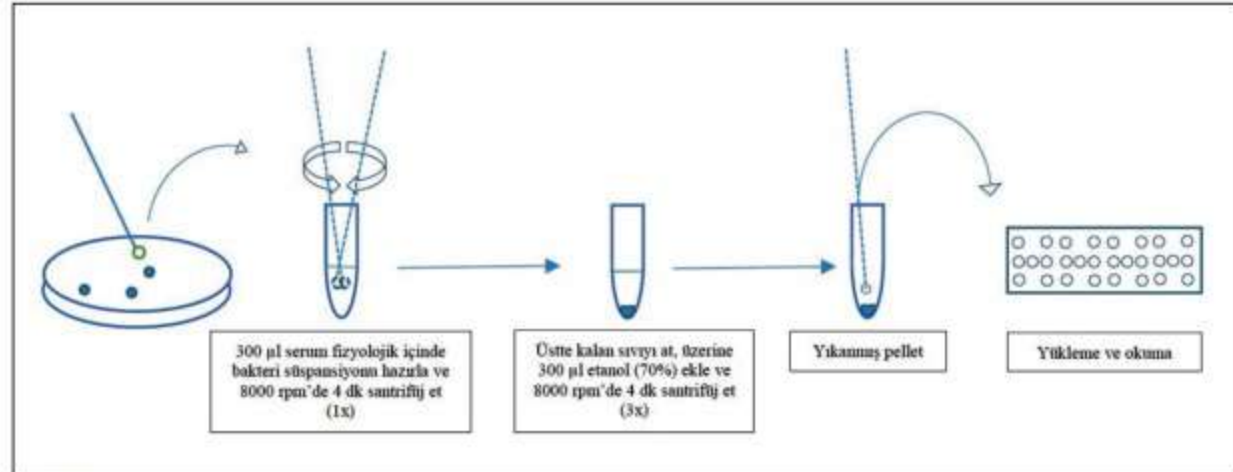 300 µl serum fizyolojik içinde
bakteri süspansiyonu hazırla ve
8000 rpm'de 4 dk santrifüj et
(1x)
Üstte kalan sıvıyı at, üzerine
300 µl etanol (70%) ekle ve
8000 rpm'de 4 dk santrifüj et
(3x)
Yıkanmış pellet
Yükleme ve okuma